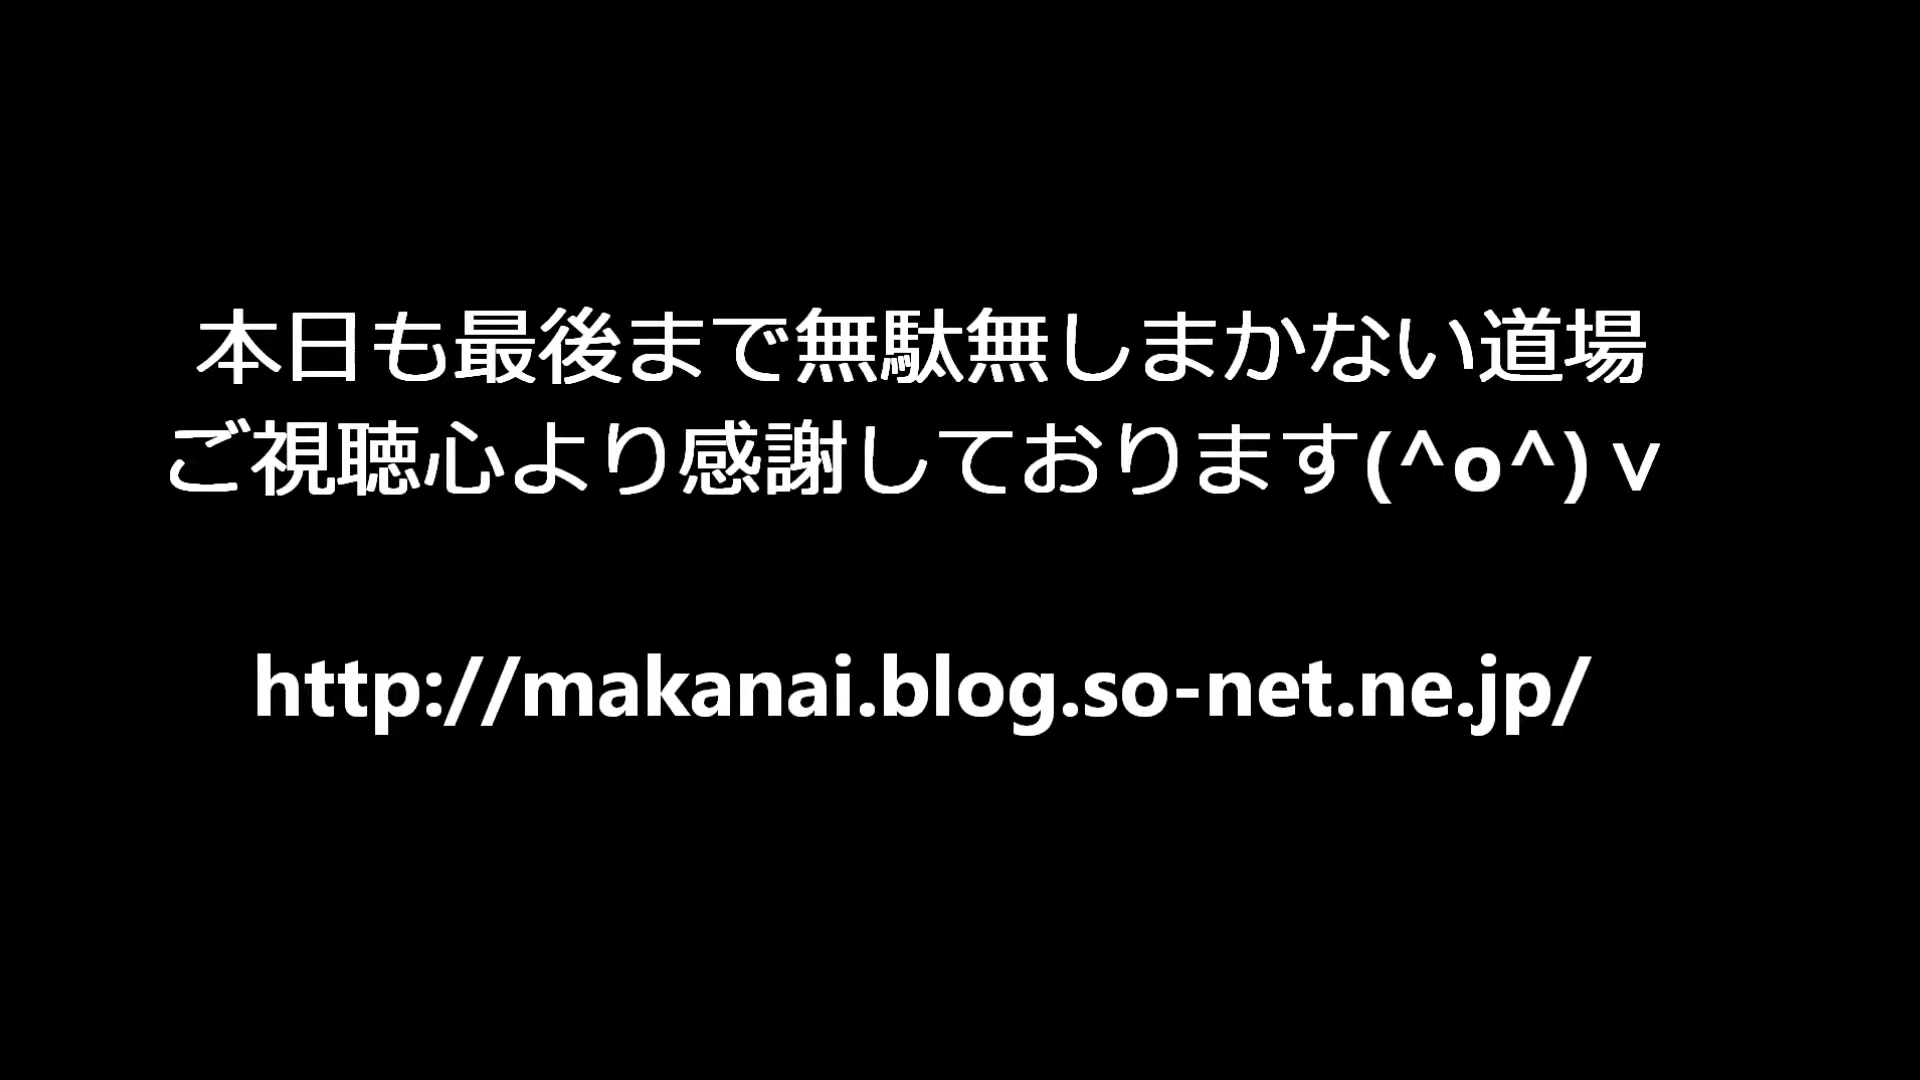 本日も最後まで無駄無しまかない道場
ご視聴心より感謝しております(^o^)ｖ
http://makanai.blog.so-net.ne.jp/